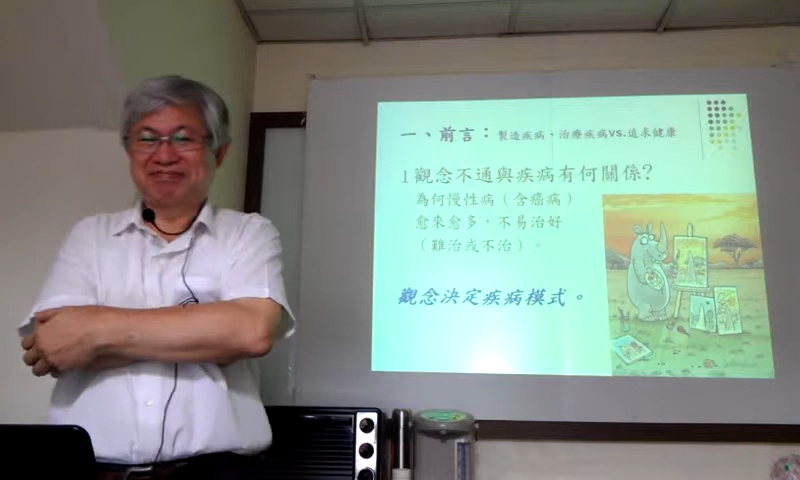 一、前言：製造疾病、治療疾病VS.追求健康
1觀念不通與疾病有何關係?
為何慢性病（含癌病）
愈來愈多，不易治好
（難治或不治）。
觀念決定疾病模式。